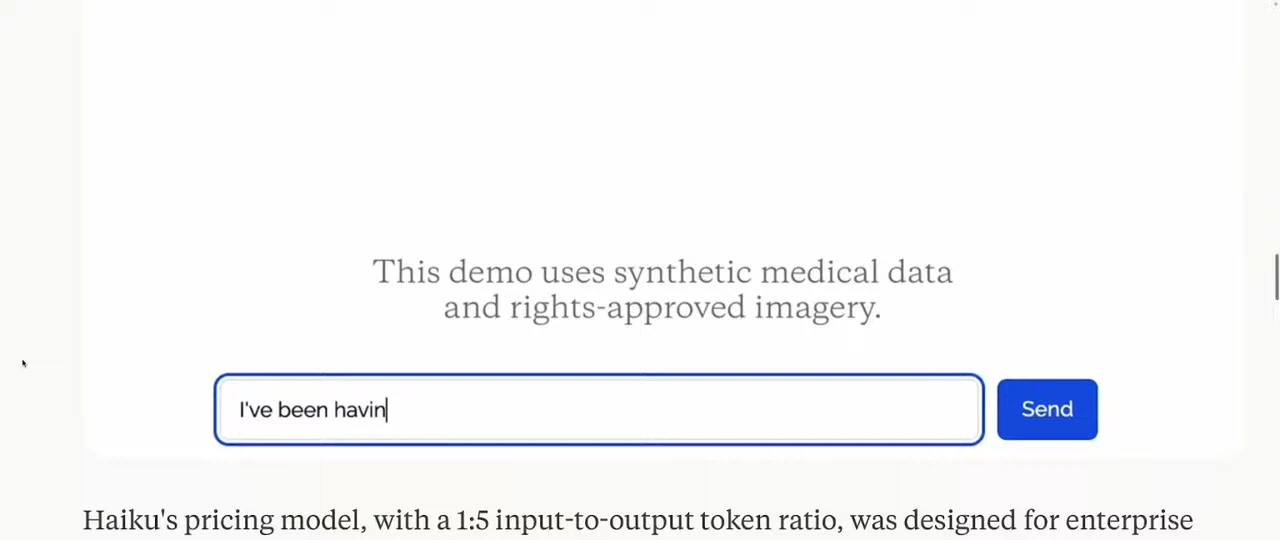 This demo uses synthetic medical data
and rights-approved imagery.
I've been havin
Send
Haiku's pricing model, with a 1:5 input-to-output token ratio, was designed for enterprise